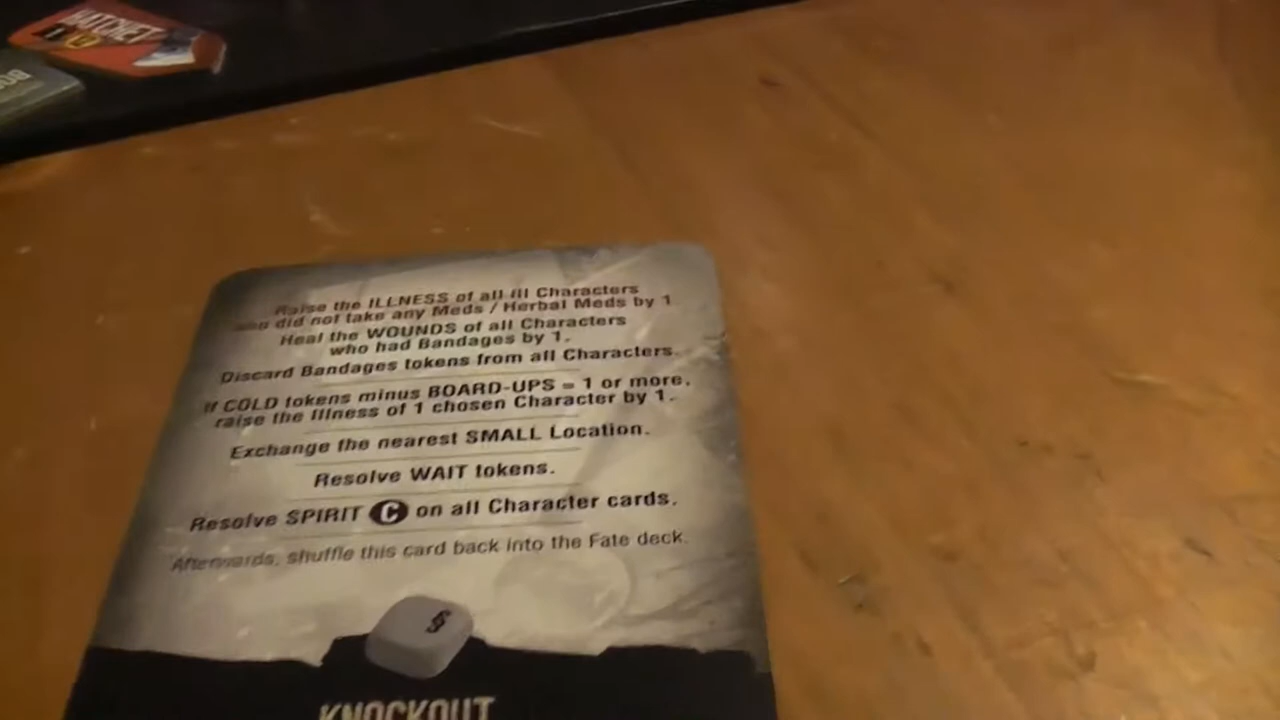 HATCHET
Raise the ILLNESS of all ill Characters
who did not take any Meds / Herbal Meds by 1
Heal the WOUNDS of all Characters
who had Bandages by 1.
Discard Bandages tokens from all Characters.
If COLD tokens minus BOARD-UPS = 1 or more,
raise the Illness of 1 chosen Character by 1.
Exchange the nearest SMALL Location.
Resolve WAIT tokens.
Resolve SPIRIT C on all Character cards.
Afterwards, shuffle this card back into the Fate deck.
§
KNOCKOUT